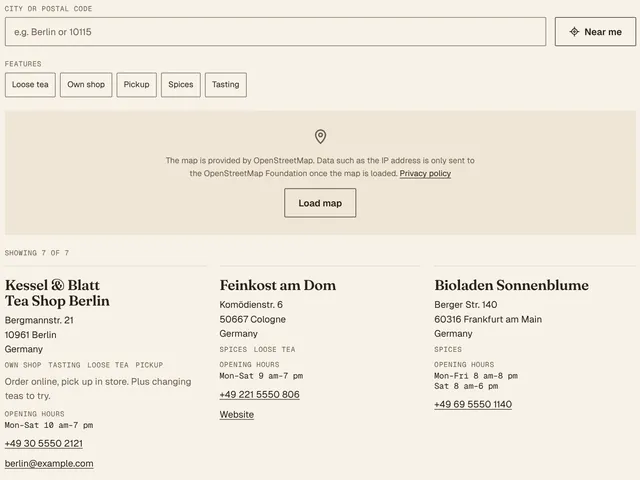 CITY OR POSTAL CODE
e.g. Berlin or 10115
Near me
FEATURES
Loose tea
Own shop
Pickup
Spices
Tasting
The map is provided by OpenStreetMap. Data such as the IP address is only sent to
the OpenStreetMap Foundation once the map is loaded. Privacy policy
Load map
SHOWING 7 OF 7
Kessel & Blatt
Tea Shop Berlin
Bergmannstr. 21
10961 Berlin
Germany
OWN SHOP TASTING LOOSE TEA PICKUP
Order online, pick up in store. Plus changing
teas to try.
OPENING HOURS
Mon–Sat 10 am–7 pm
+49 30 5550 2121
berlin@example.com
Feinkost am Dom
Komödienstr. 6
50667 Cologne
Germany
SPICES LOOSE TEA
OPENING HOURS
Mon–Sat 9 am–7 pm
+49 221 5550 806
Website
Bioladen Sonnenblume
Berger Str. 140
60316 Frankfurt am Main
Germany
SPICES
OPENING HOURS
Mon–Fri 8 am–8 pm
Sat 8 am–6 pm
+49 69 5550 1140